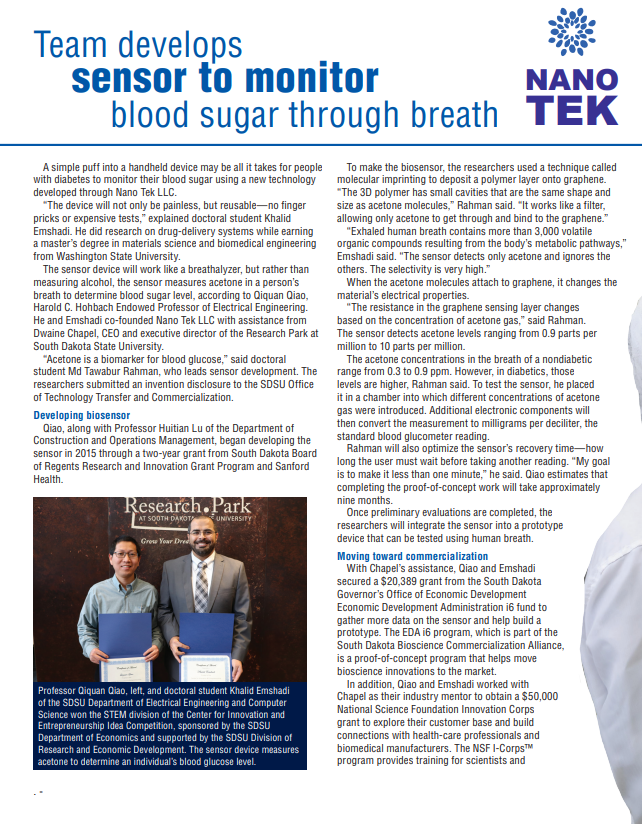 Team develops
sensor to monitor
blood sugar through breath
NANO
TEK
A simple puff into a handheld device may be all it takes for people
with diabetes to monitor their blood sugar using a new technology
developed through Nano Tek LLC.
“The device will not only be painless, but reusable—no finger
pricks or expensive tests,” explained doctoral student Khalid
Emshadi. He did research on drug-delivery systems while earning
a master’s degree in materials science and biomedical engineering
from Washington State University.
The sensor device will work like a breathalyzer, but rather than
measuring alcohol, the sensor measures acetone in a person’s
breath to determine blood sugar level, according to Qiquan Qiao,
Harold C. Hohbach Endowed Professor of Electrical Engineering.
He and Emshadi co-founded Nano Tek LLC with assistance from
Dwaine Chapel, CEO and executive director of the Research Park at
South Dakota State University.
“Acetone is a biomarker for blood glucose,” said doctoral
student Md Tawabur Rahman, who leads sensor development. The
researchers submitted an invention disclosure to the SDSU Office
of Technology Transfer and Commercialization.
Developing biosensor
Qiao, along with Professor Huitian Lu of the Department of
Construction and Operations Management, began developing the
sensor in 2015 through a two-year grant from South Dakota Board
of Regents Research and Innovation Grant Program and Sanford
Health.
Research Park
AT SOUTH DAKOTA UNIVERSITY
Grow Your Drea
Professor Qiquan Qiao, left, and doctoral student Khalid Emshadi
of the SDSU Department of Electrical Engineering and Computer
Science won the STEM division of the Center for Innovation and
Entrepreneurship Idea Competition, sponsored by the SDSU
Department of Economics and supported by the SDSU Division of
Research and Economic Development. The sensor device measures
acetone to determine an individual’s blood glucose level.
To make the biosensor, the researchers used a technique called
molecular imprinting to deposit a polymer layer onto graphene.
“The 3D polymer has small cavities that are the same shape and
size as acetone molecules,” Rahman said. “It works like a filter,
allowing only acetone to get through and bind to the graphene.”
“Exhaled human breath contains more than 3,000 volatile
organic compounds resulting from the body’s metabolic pathways,”
Emshadi said. “The sensor detects only acetone and ignores the
others. The selectivity is very high.”
When the acetone molecules attach to graphene, it changes the
material’s electrical properties.
“The resistance in the graphene sensing layer changes
based on the concentration of acetone gas,” said Rahman.
The sensor detects acetone levels ranging from 0.9 parts per
million to 10 parts per million.
The acetone concentrations in the breath of a nondiabetic
range from 0.3 to 0.9 ppm. However, in diabetics, those
levels are higher, Rahman said. To test the sensor, he placed
it in a chamber into which different concentrations of acetone
gas were introduced. Additional electronic components will
then convert the measurement to milligrams per deciliter, the
standard blood glucometer reading.
Rahman will also optimize the sensor’s recovery time—how
long the user must wait before taking another reading. “My goal
is to make it less than one minute,” he said. Qiao estimates that
completing the proof-of-concept work will take approximately
nine months.
Once preliminary evaluations are completed, the
researchers will integrate the sensor into a prototype
device that can be tested using human breath.
Moving toward commercialization
With Chapel’s assistance, Qiao and Emshadi
secured a $20,389 grant from the South Dakota
Governor’s Office of Economic Development
Economic Development Administration i6 fund to
gather more data on the sensor and help build a
prototype. The EDA i6 program, which is part of the
South Dakota Bioscience Commercialization Alliance,
is a proof-of-concept program that helps move
bioscience innovations to the market.
In addition, Qiao and Emshadi worked with
Chapel as their industry mentor to obtain a $50,000
National Science Foundation Innovation Corps
grant to explore their customer base and build
connections with health-care professionals and
biomedical manufacturers. The NSF I-Corps™
program provides training for scientists and